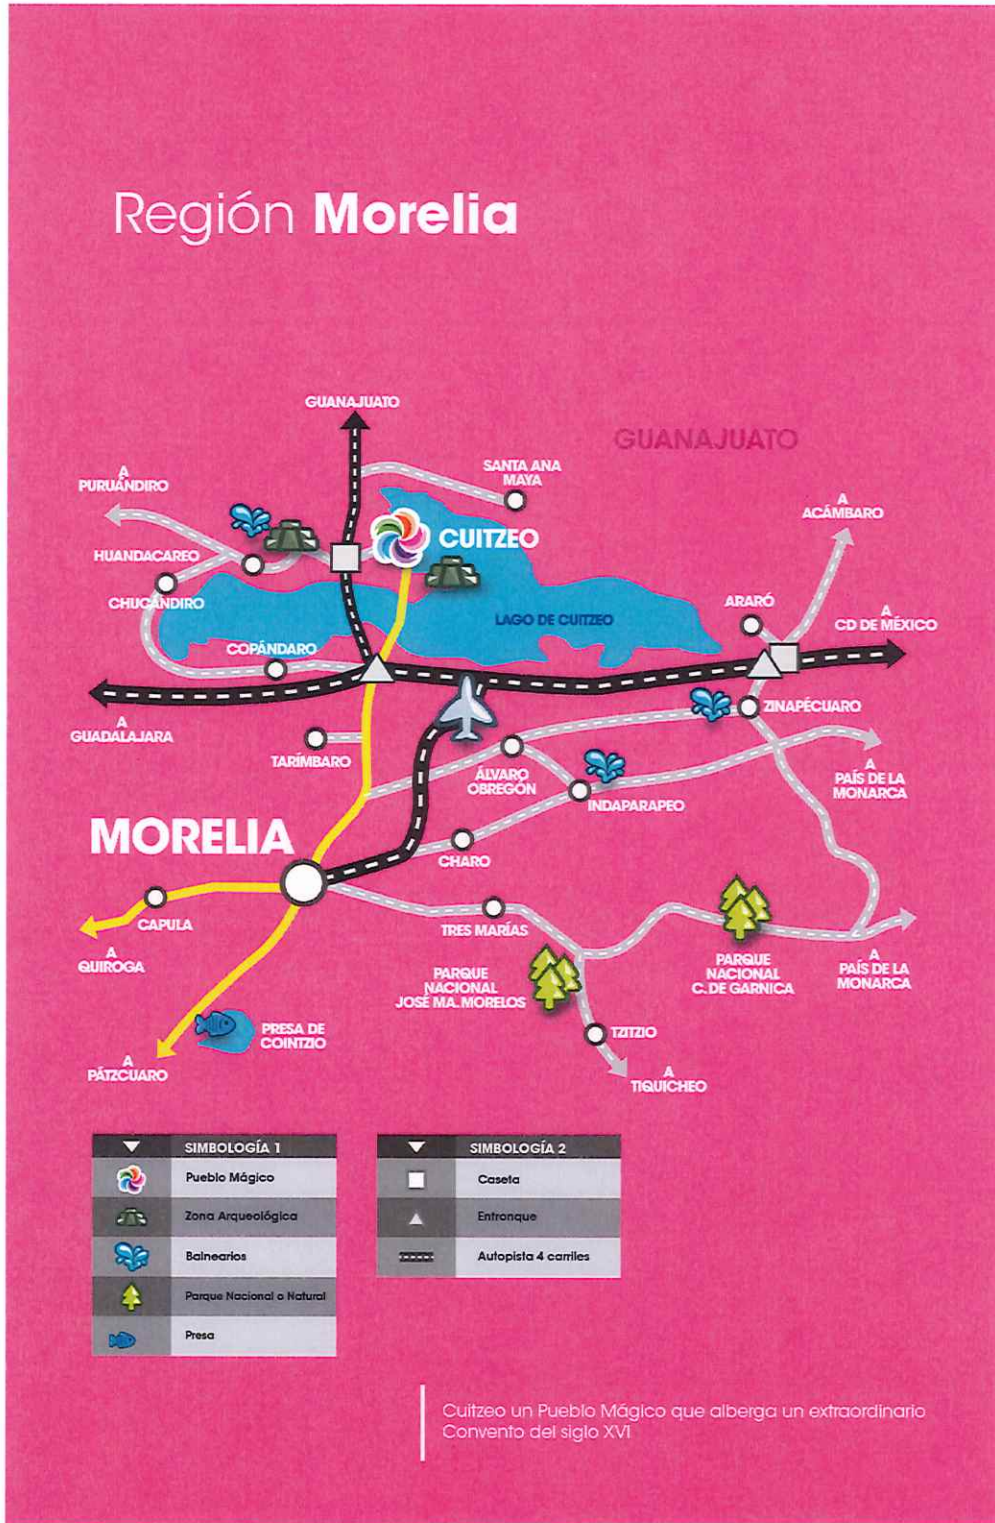 Región Morelia
GUANAJUATO
GUANAJUATO
SANTA ANA
MAYA
A
PURUÁNDIRO
A
ACÁMBARO
CUITZEO
HUANDACAREO
CHUCÁNDIRO
ARARÓ
LAGO DE CUITZEO
A
CD DE MÉXICO
COPÁNDARO
A
GUADALAJARA
ZINAPÉCUARO
TARÍMBARO
ÁLVARO
OBREGÓN
A
PAÍS DE LA
MONARCA
INDAPARAPEO
MORELIA
CHARO
CAPULA
TRES MARÍAS
A
QUIROGA
PARQUE
NACIONAL
JOSÉ MA. MORELOS
PARQUE
NACIONAL
C. DE GARNICA
A
PAÍS DE LA
MONARCA
PRESA DE
COINTZIO
TZITZIO
A
PÁTZCUARO
A
TIQUICHEO
SIMBOLOGÍA 1
Pueblo Mágico
Zona Arqueológica
Balnearios
Parque Nacional o Natural
Presa
SIMBOLOGÍA 2
Caseta
Entronque
Autopista 4 carriles
Cuitzeo un Pueblo Mágico que alberga un extraordinario
Convento del siglo XVI